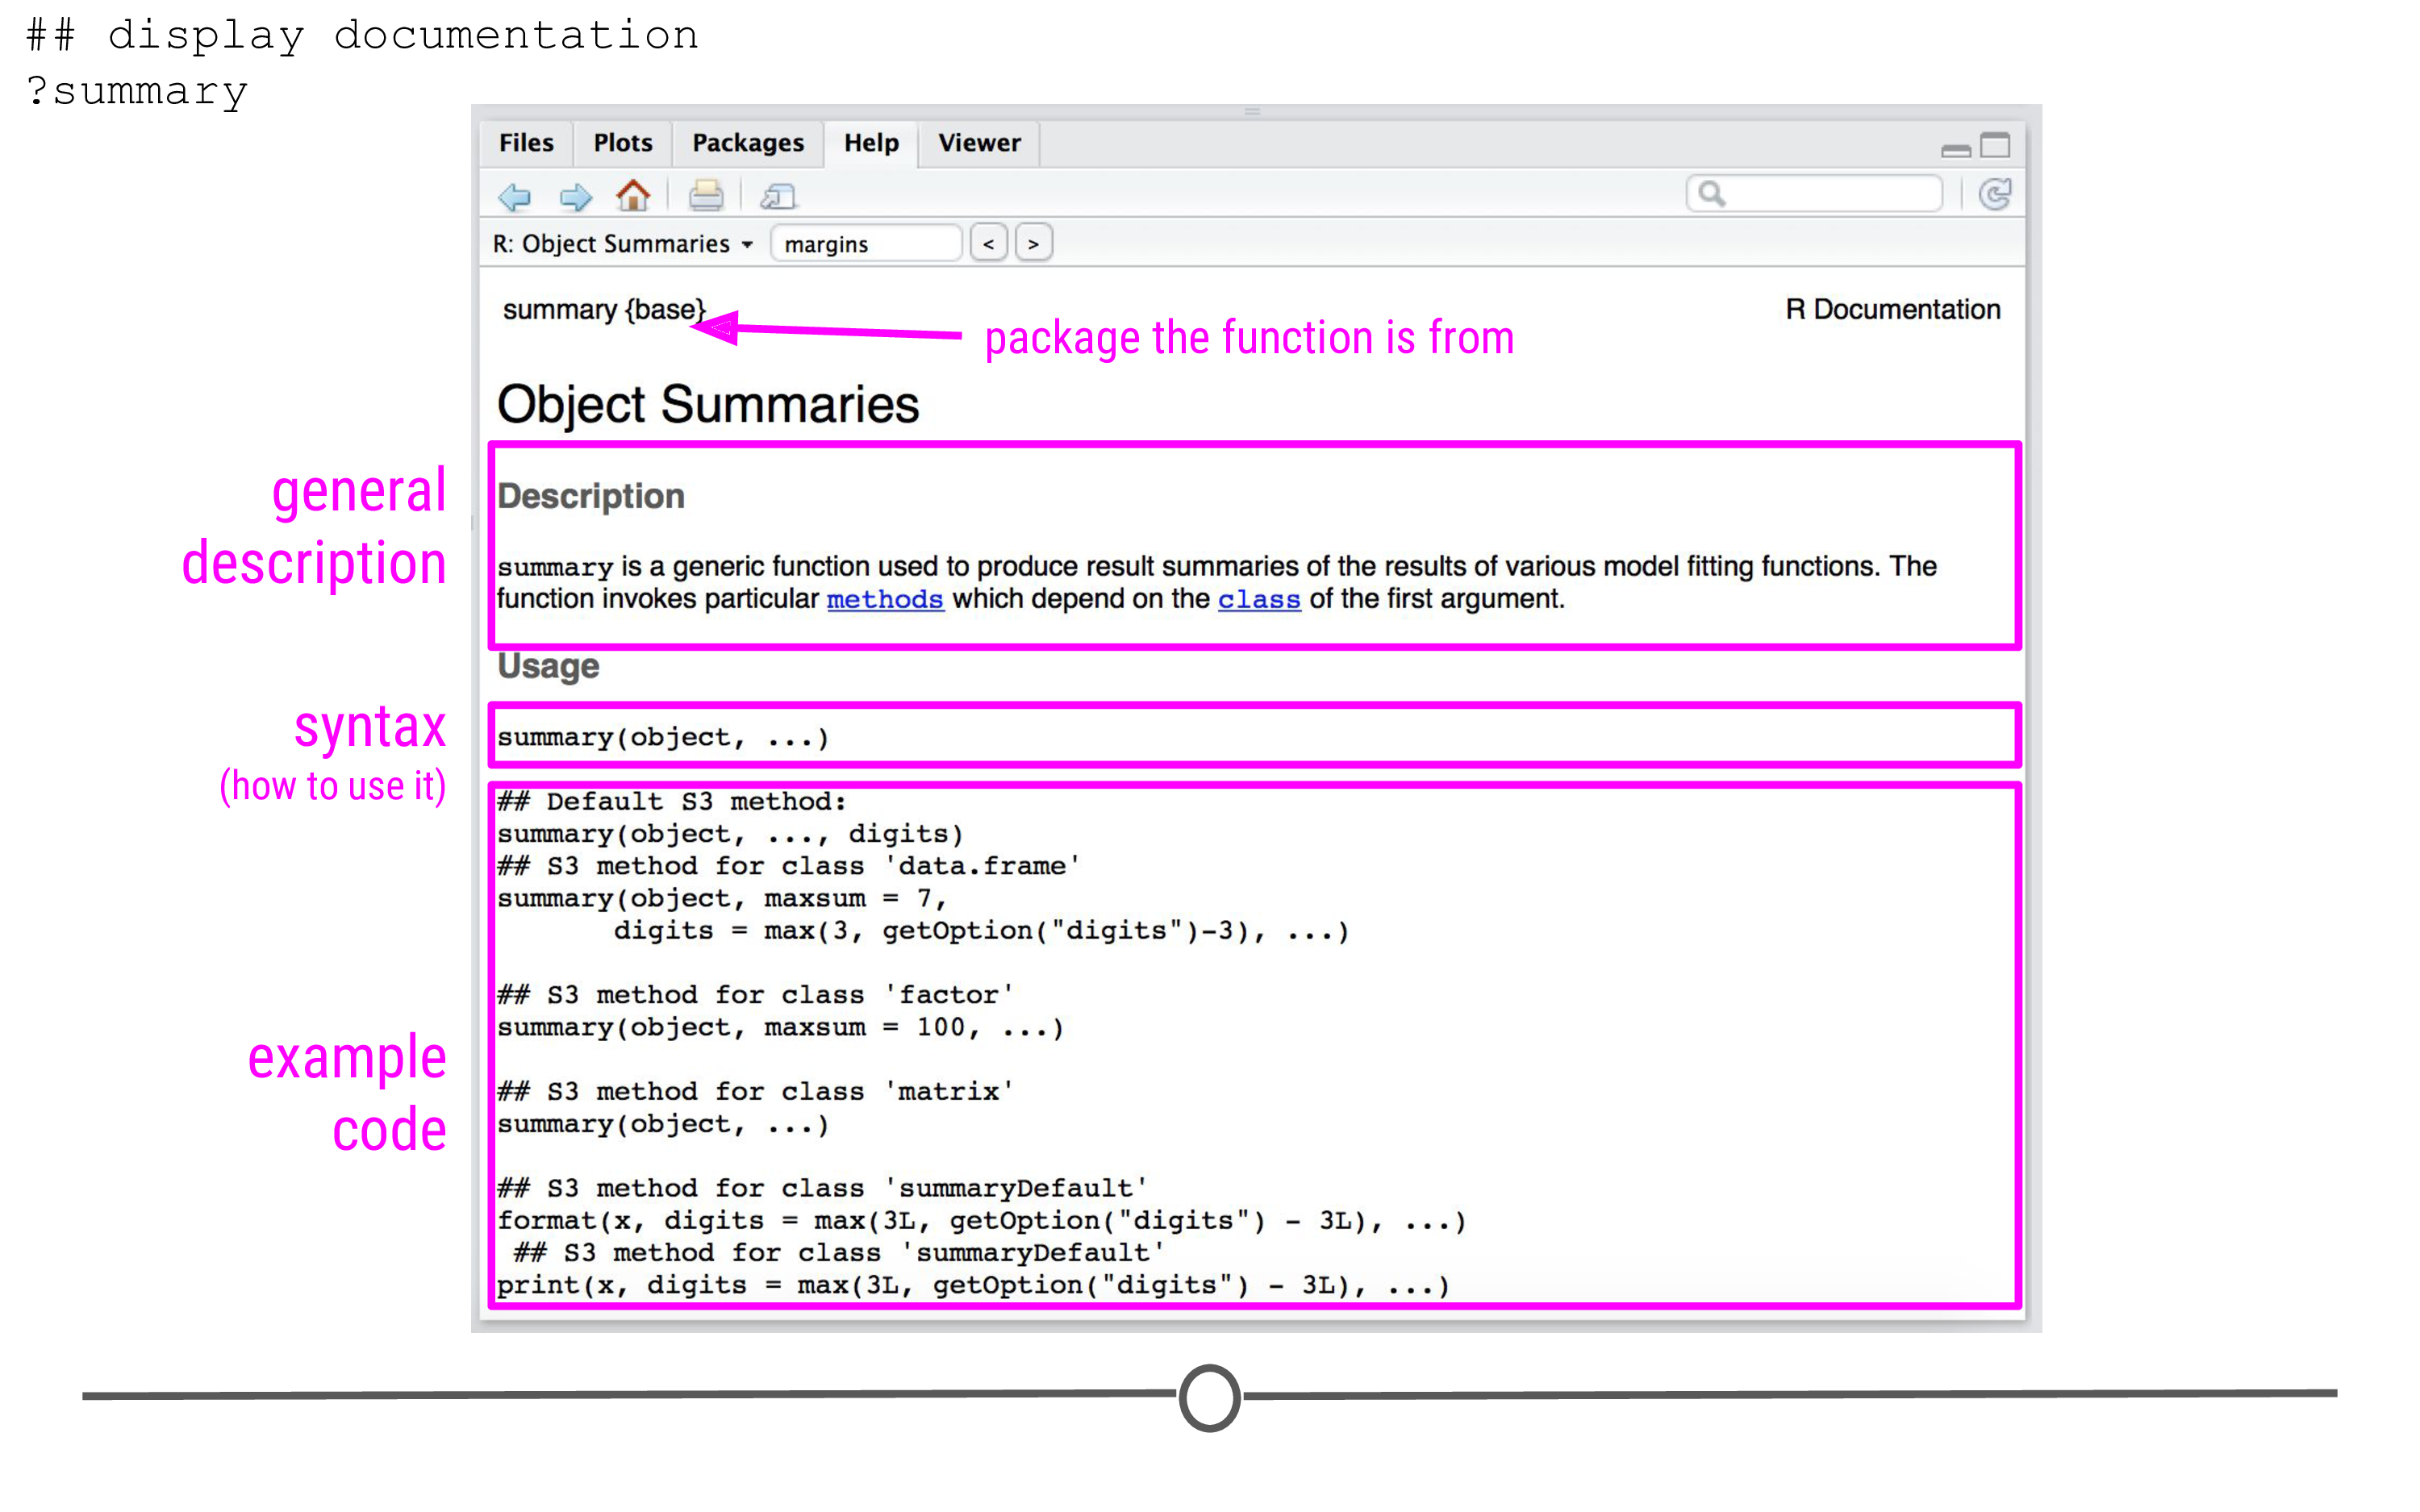 ## display documentation
?summary
Files Plots Packages Help Viewer
R: Object Summaries margins < >
summary {base} R Documentation
package the function is from
Object Summaries
general
description
Description
summary is a generic function used to produce result summaries of the results of various model fitting functions. The
function invokes particular methods which depend on the class of the first argument.
Usage
syntax
(how to use it)
summary(object, ...)
example
code
## Default S3 method:
summary(object, ..., digits)
## S3 method for class 'data.frame'
summary(object, maxsum = 7,
       digits = max(3, getOption("digits")-3), ...)
## S3 method for class 'factor'
summary(object, maxsum = 100, ...)
## S3 method for class 'matrix'
summary(object, ...)
## S3 method for class 'summaryDefault'
format(x, digits = max(3L, getOption("digits") - 3L), ...)
 ## S3 method for class 'summaryDefault'
print(x, digits = max(3L, getOption("digits") - 3L), ...)